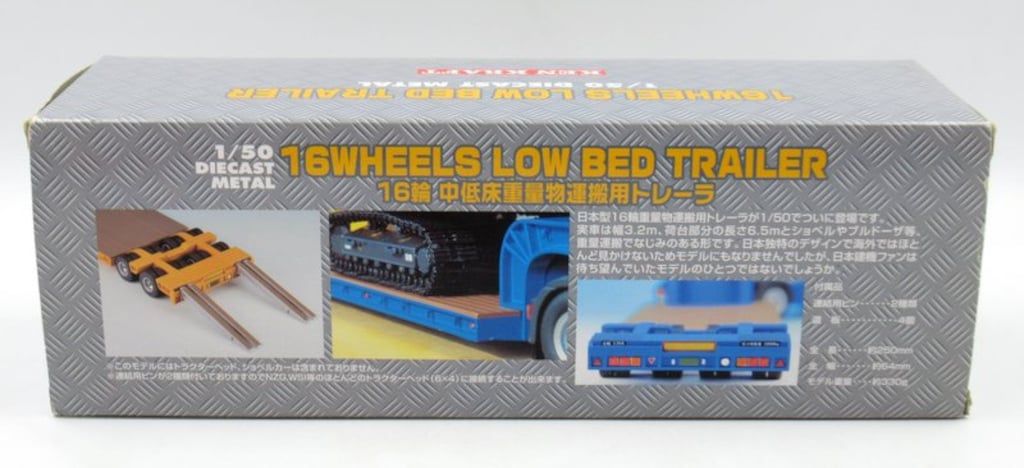 KENKRAFT
1/50 DIECAST METAL
16WHEELS LOW BED TRAILER
1/50
DIECAST
METAL
16WHEELS LOW BED TRAILER
16輪 中低床重量物運搬用トレーラ
日本型16輪重量物運搬用トレーラが1/50でついに登場です。
実車は幅3.2m、荷台部分の長さ6.5mとショベルやブルドーザ等、
重量運搬でなじみのある形です。日本独特のデザインで海外ではほと
んど見かけないためモデルにもなりませんでしたが、日本建機ファンは
待ち望んでいたモデルのひとつではないでしょうか。
付属品
連結用ピン------2種類
道板------------4個
全長----約250mm
全幅----約64mm
モデル重量----約330g
※このモデルにはトラクターヘッド、ショベルカーは含まれておりません。
※連結用ピンが2種類付いておりますのでNZG,WSI等のほとんどのトラクターヘッド(6×4)に接続することが出来ます。